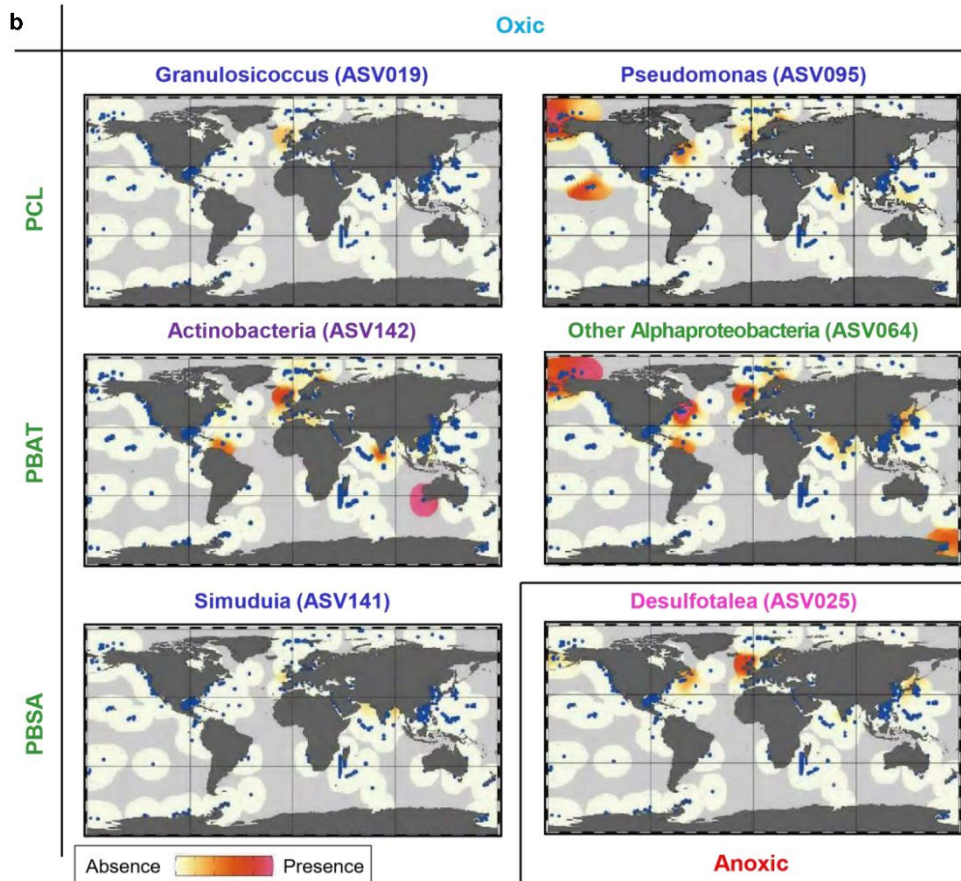 b
Oxic
Granulosicoccus (ASV019)
Pseudomonas (ASV095)
PCL
Actinobacteria (ASV142)
Other Alphaproteobacteria (ASV064)
PBAT
Simuduia (ASV141)
Desulfotalea (ASV025)
PBSA
Absence
Presence
Anoxic